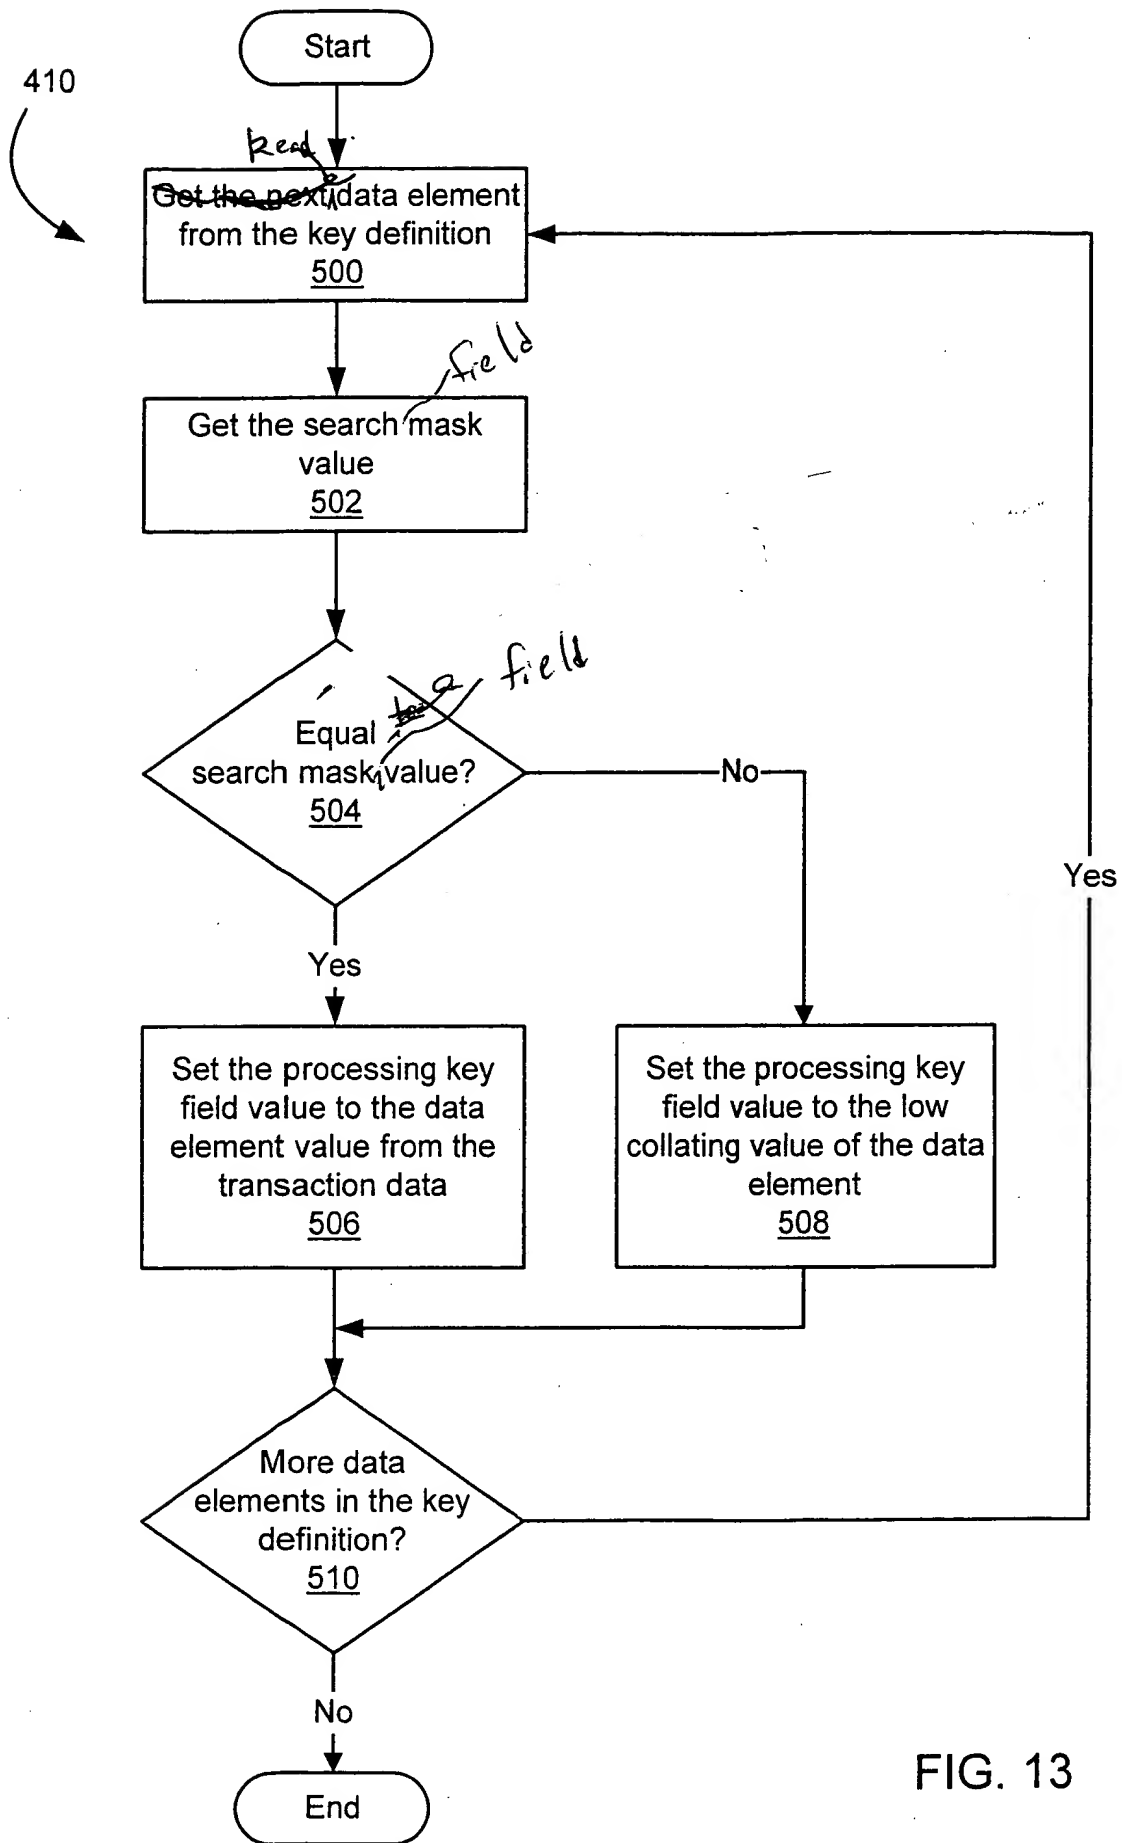 Start
410
Read
Get the next data element
from the key definition
500
field
Get the search mask
value
502
a field
Equal
search mask value?
504
No
Yes
Yes
Set the processing key
field value to the data
element value from the
transaction data
506
Set the processing key
field value to the low
collating value of the data
element
508
More data
elements in the key
definition?
510
No
End
FIG. 13